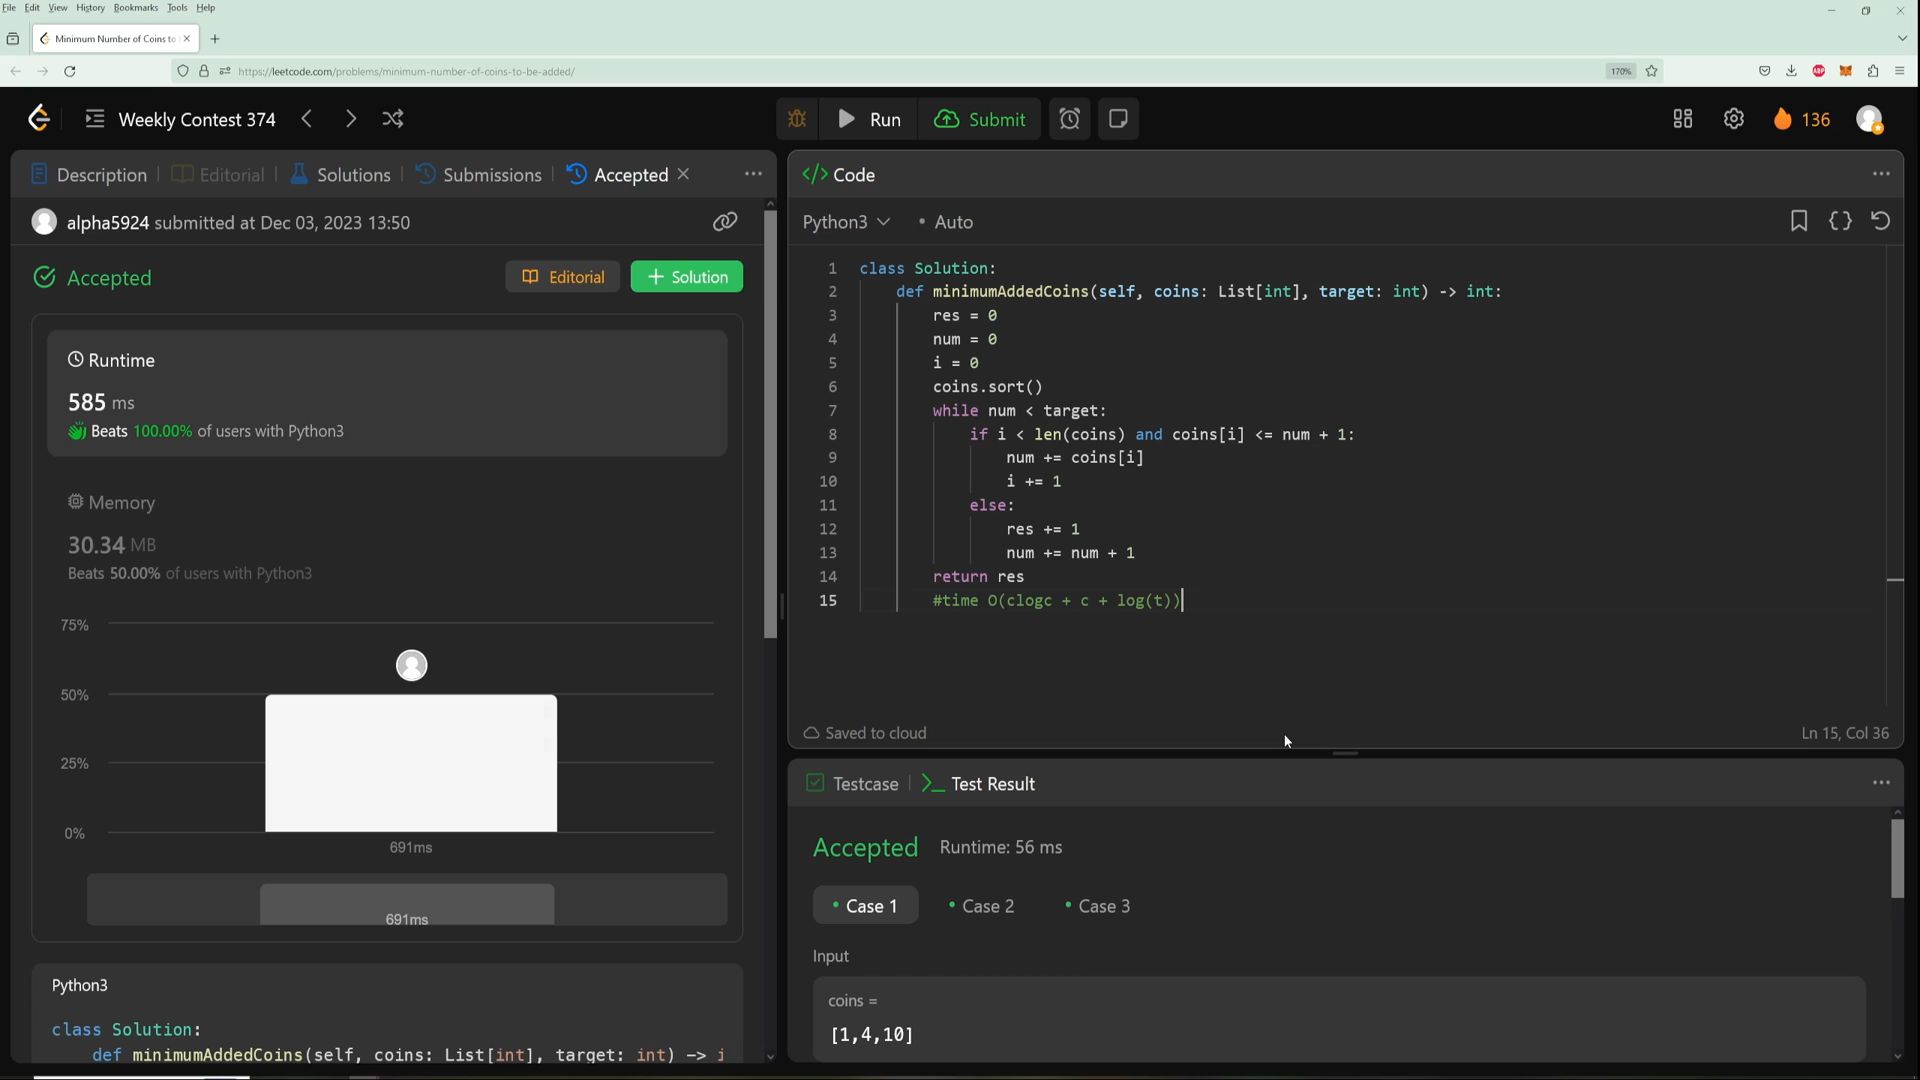 File Edit View History Bookmarks Tools Help
Minimum Number of Coins to
https://leetcode.com/problems/minimum-number-of-coins-to-be-added/
170%
ABP
Weekly Contest 374
Run
Submit
136
Description
Editorial
Solutions
Submissions
Accepted
alpha5924 submitted at Dec 03, 2023 13:50
Accepted
Editorial
+ Solution
Runtime
585 ms
Beats 100.00% of users with Python3
Memory
30.34 MB
Beats 50.00% of users with Python3
75%
50%
25%
0%
691ms
691ms
Python3
class Solution:
def minimumAddedCoins(self, coins: List[int], target: int) -> i
</> Code
Python3 • Auto
1 class Solution:
2 def minimumAddedCoins(self, coins: List[int], target: int) -> int:
3 res = 0
4 num = 0
5 i = 0
6 coins.sort()
7 while num < target:
8 if i < len(coins) and coins[i] <= num + 1:
9 num += coins[i]
10 i += 1
11 else:
12 res += 1
13 num += num + 1
14 return res
15 #time O(clogc + c + log(t))
Saved to cloud
Ln 15, Col 36
Testcase
>_ Test Result
Accepted Runtime: 56 ms
• Case 1 • Case 2 • Case 3
Input
coins =
[1,4,10]